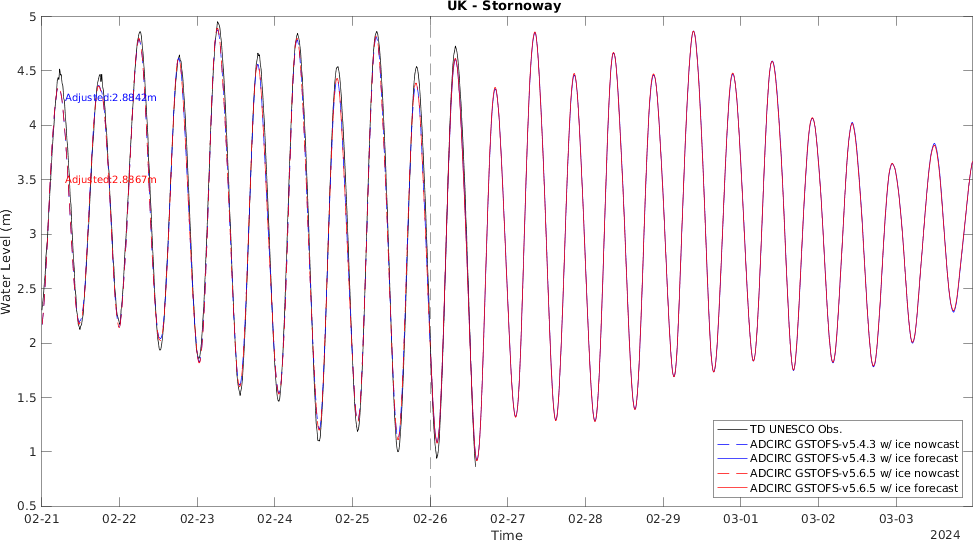 UK - Stornoway
5
4.5
4
3.5
3
2.5
2
1.5
1
0.5
Water Level (m)
Adjusted:2.8842m
Adjusted:2.8867m
TD UNESCO Obs.
ADCIRC GSTOFS-v5.4.3 w/ ice nowcast
ADCIRC GSTOFS-v5.4.3 w/ ice forecast
ADCIRC GSTOFS-v5.6.5 w/ ice nowcast
ADCIRC GSTOFS-v5.6.5 w/ ice forecast
02-21 02-22 02-23 02-24 02-25 02-26 02-27 02-28 02-29 03-01 03-02 03-03
Time
2024